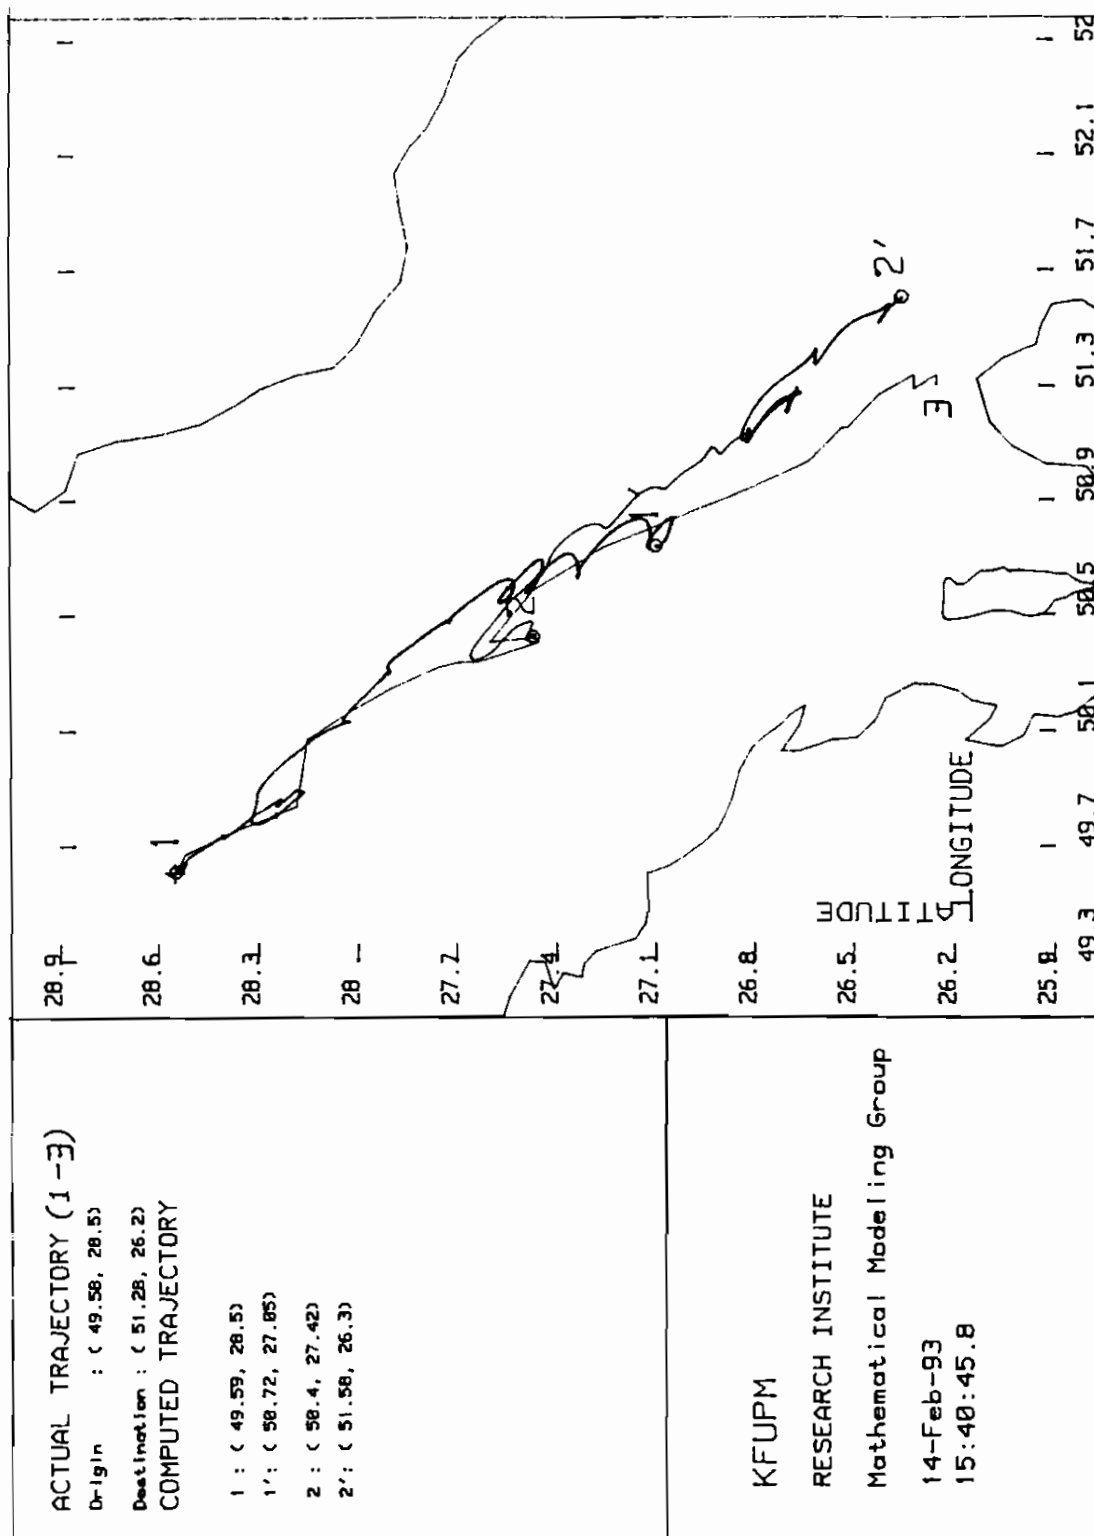 ACTUAL TRAJECTORY (1-3)
Origin : ( 49.58, 28.5)
Destination : ( 51.28, 26.2)
COMPUTED TRAJECTORY
1 : ( 49.59, 28.5)
1': ( 50.72, 27.05)
2 : ( 50.4, 27.42)
2': ( 51.58, 26.3)
KFUPM
RESEARCH INSTITUTE
Mathematical Modeling Group
14-Feb-93
15:40:45.8
28.9
28.6
28.3
28
27.7
27.4
27.1
26.8
26.5
26.2
25.9
LATITUDE
LONGITUDE
49.3
49.7
50.1
50.5
50.9
51.3
51.7
52.1
52
1
2
1
3
2'